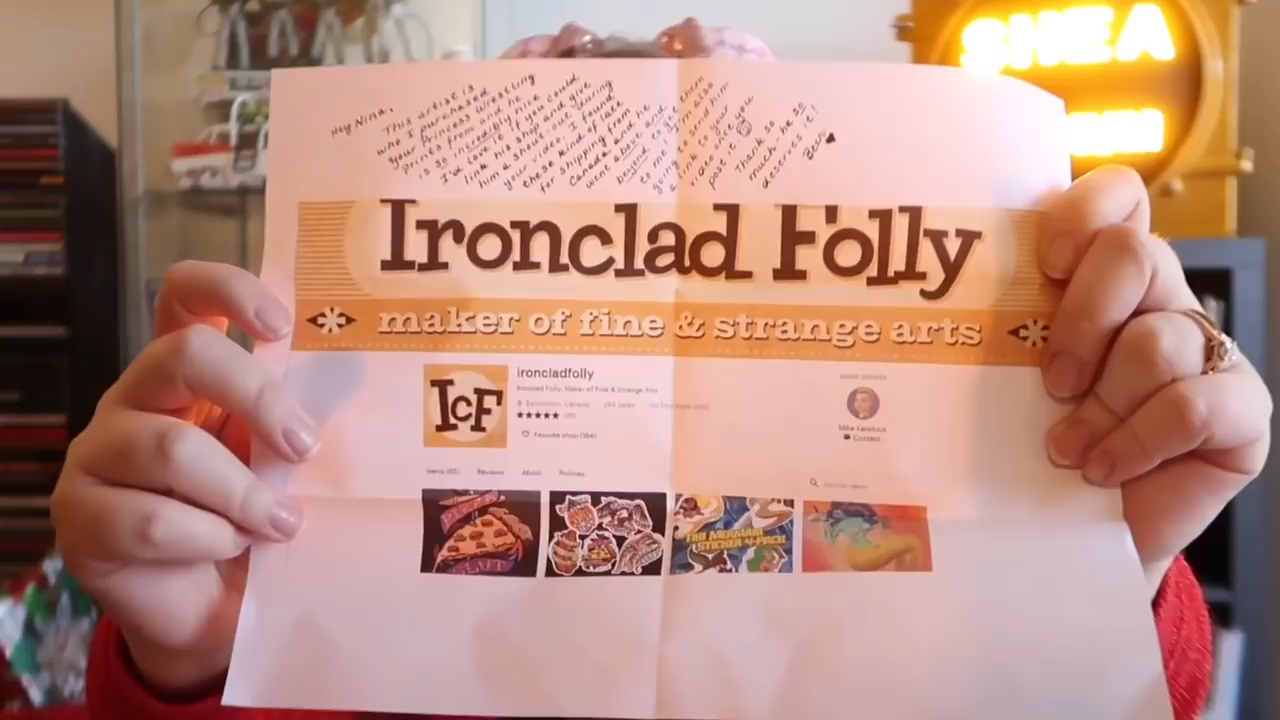 SHEA
Hey Nina,
This artist is
who I purchased
your Princess Wrestling
Prints from and he
is so incredibly nice
I'd love it if you could
link his shop and give
him a shout-out during
your video. I found
these kind of late
for shipping from
Canada and he
went above and
beyond to get them
to me!
also
send him
link to your
video once you
post it
Thank so
much he so
deserves it!
Ironclad Folly
maker of fine & strange arts
IcF
ironcladfolly
Ironclad Folly, Maker of Fine & Strange Arts
Edmonton, Canada
Favorite shop (184)
Contact
Reviews
About
Policies
TIKI MERMAID
STICKER 4-PACK